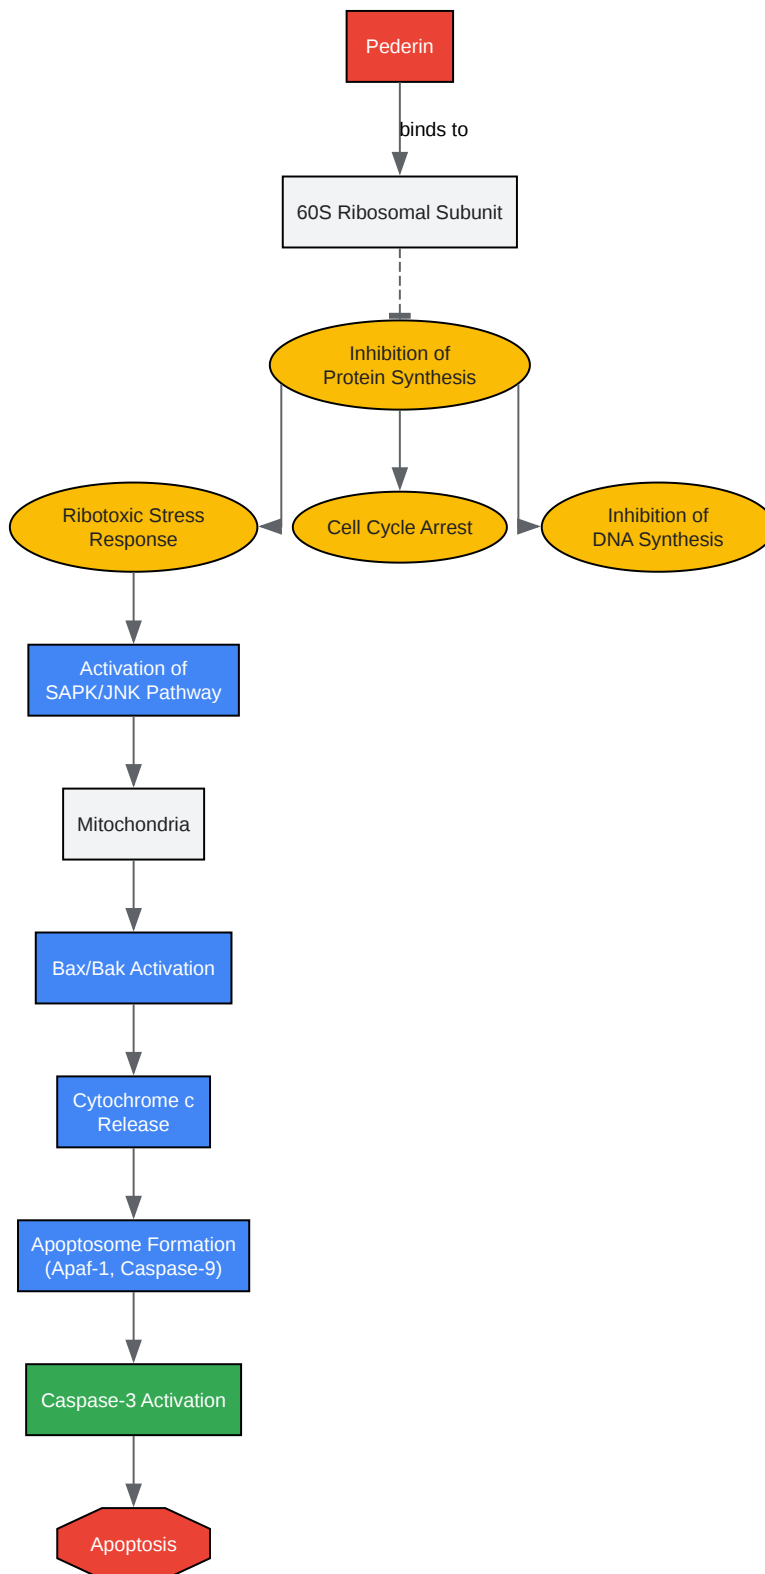 Pederin
binds to
60S Ribosomal Subunit
Inhibition of
Protein Synthesis
Ribotoxic Stress
Response
Cell Cycle Arrest
Inhibition of
DNA Synthesis
Activation of
SAPK/JNK Pathway
Mitochondria
Bax/Bak Activation
Cytochrome c
Release
Apoptosome Formation
(Apaf-1, Caspase-9)
Caspase-3 Activation
Apoptosis